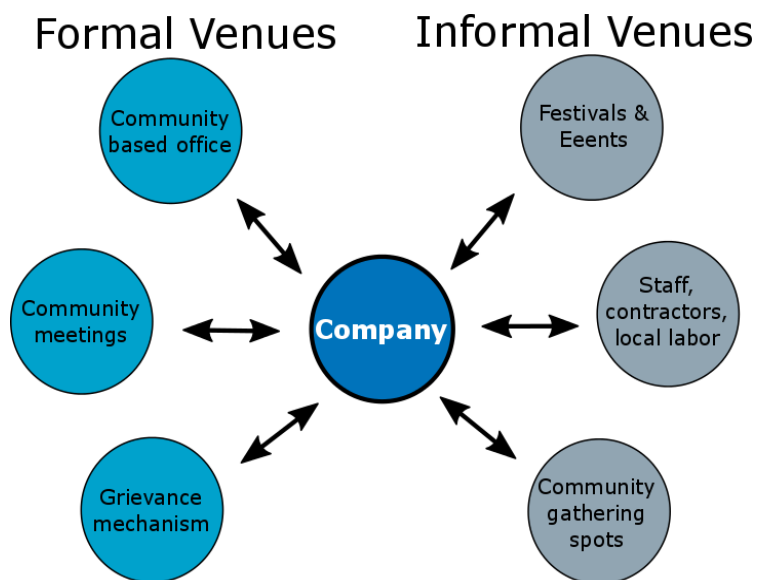 Formal Venues
Informal Venues
Community
based office
Festivals &
Eeents
Community
meetings
Company
Staff,
contractors,
local labor
Grievance
mechanism
Community
gathering
spots